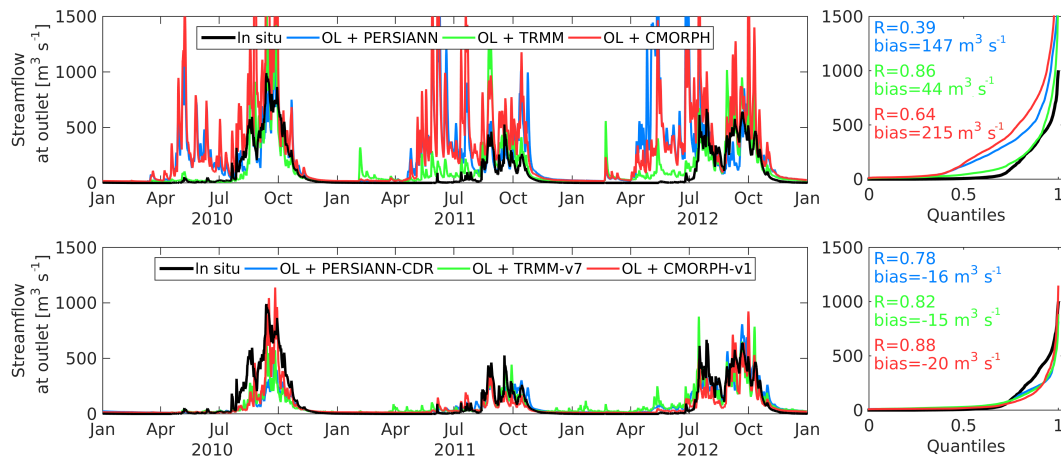 1500
1000
500
0
Streamflow
at outlet [m³ s⁻¹]
In situ OL + PERSIANN OL + TRMM OL + CMORPH
Jan Apr Jul Oct Jan Apr Jul Oct Jan Apr Jul Oct Jan
2010 2011 2012
1500
1000
500
0
R=0.39
bias=147 m³ s⁻¹
R=0.86
bias=44 m³ s⁻¹
R=0.64
bias=215 m³ s⁻¹
0 0.5 1
Quantiles
1500
1000
500
0
Streamflow
at outlet [m³ s⁻¹]
In situ OL + PERSIANN-CDR OL + TRMM-v7 OL + CMORPH-v1
Jan Apr Jul Oct Jan Apr Jul Oct Jan Apr Jul Oct Jan
2010 2011 2012
1500
1000
500
0
R=0.78
bias=-16 m³ s⁻¹
R=0.82
bias=-15 m³ s⁻¹
R=0.88
bias=-20 m³ s⁻¹
0 0.5 1
Quantiles